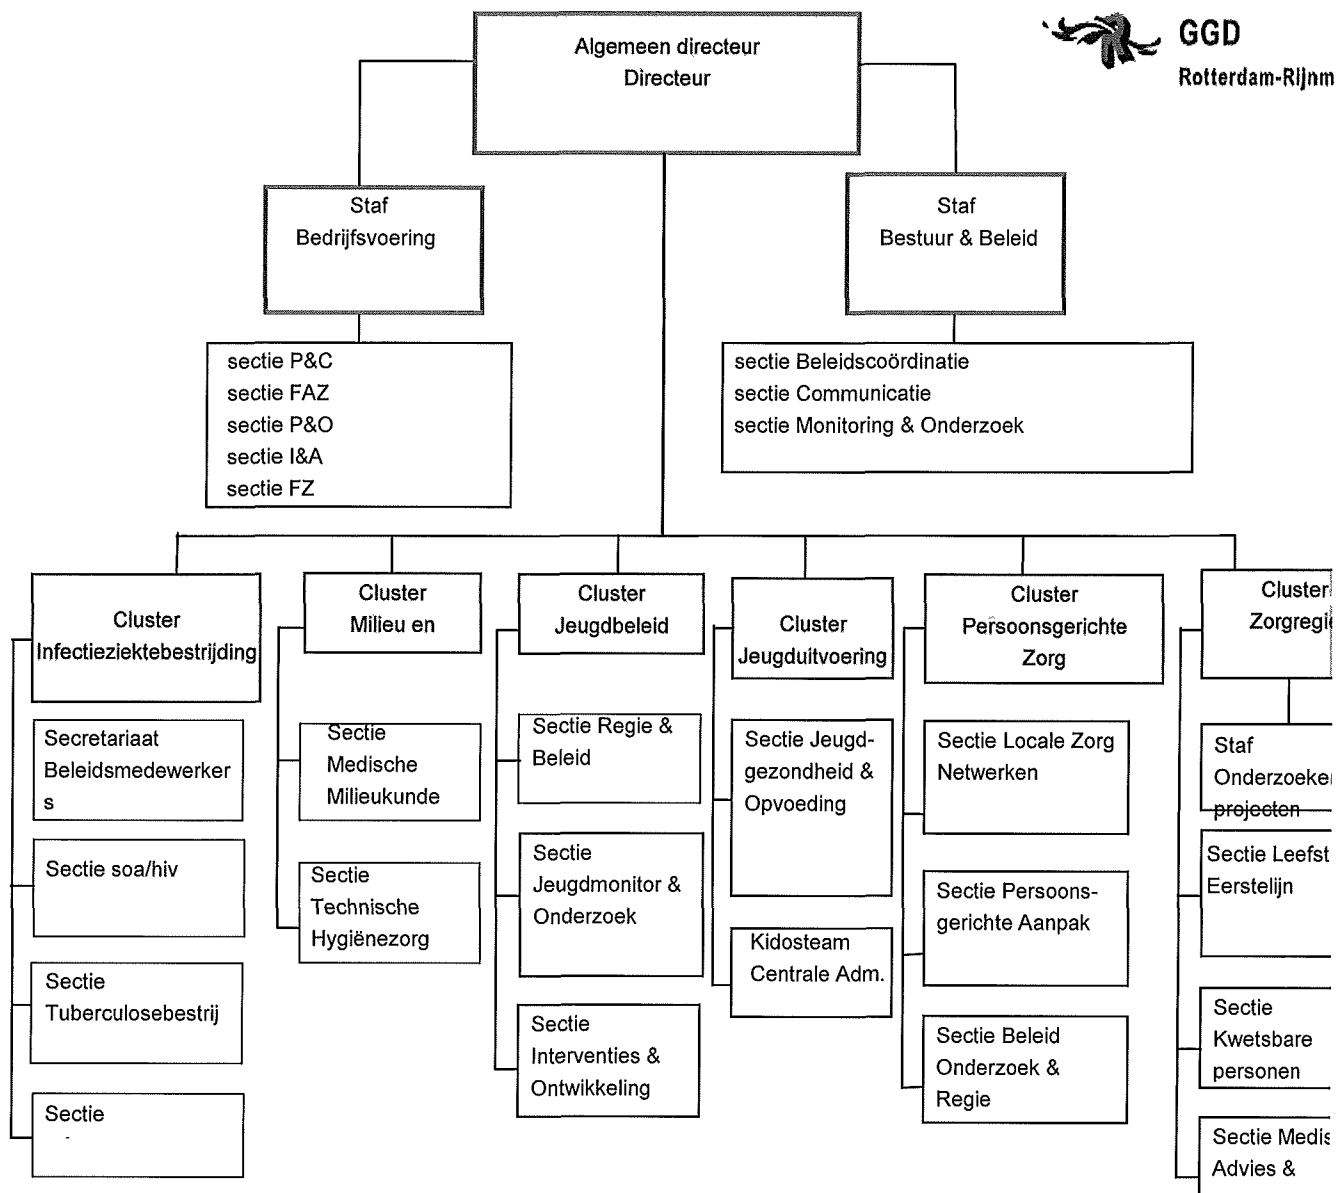 Algemeen directeur
Directeur
GGD
Rotterdam-Rijnm
Staf
Bedrijfsvoering
Staf
Bestuur & Beleid
sectie P&C
sectie FAZ
sectie P&O
sectie I&A
sectie FZ
sectie Beleidscoördinatie
sectie Communicatie
sectie Monitoring & Onderzoek
Cluster
Infectieziektebestrijding
Secretariaat
Beleidsmedewerker
s
Sectie soa/hiv
Sectie
Tuberculosebestrij
Sectie
Cluster
Milieu en
Sectie
Medische
Milieukunde
Sectie
Technische
Hygiënezorg
Cluster
Jeugdbeleid
Sectie Regie &
Beleid
Sectie
Jeugdmonitor &
Onderzoek
Sectie
Interventies &
Ontwikkeling
Cluster
Jeugduitvoering
Sectie Jeugd-
gezondheid &
Opvoeding
Kidosteam
Centrale Adm.
Cluster
Persoonsgerichte
Zorg
Sectie Locale Zorg
Netwerken
Sectie Persoons-
gerichte Aanpak
Sectie Beleid
Onderzoek &
Regie
Cluster
Zorgregie
Staf
Onderzoeken
projecten
Sectie Leefst
Eerstelijn
Sectie
Kwetsbare
personen
Sectie Medis
Advies &